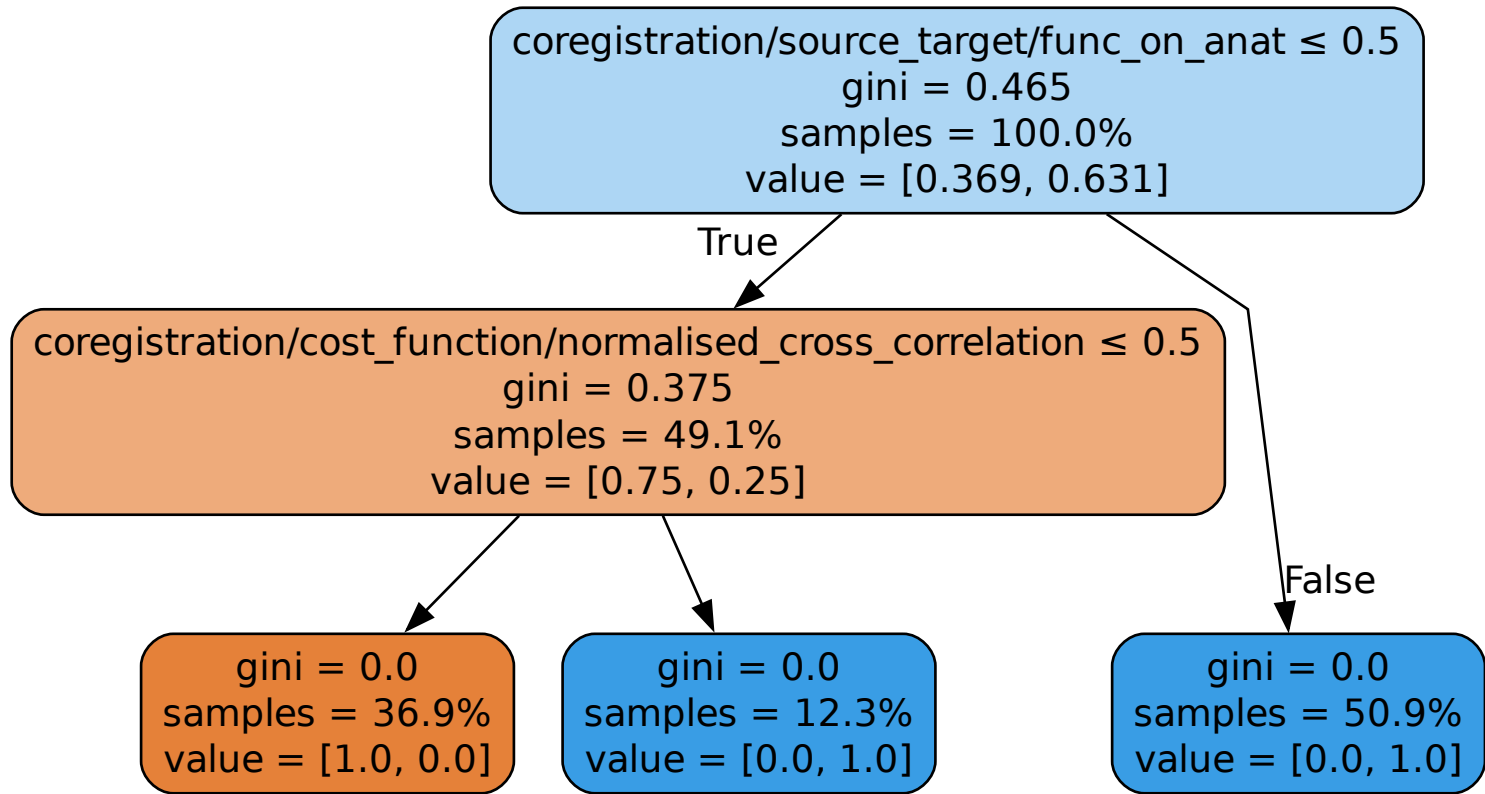 coregistration/source_target/func_on_anat ≤ 0.5
gini = 0.465
samples = 100.0%
value = [0.369, 0.631]
True
coregistration/cost_function/normalised_cross_correlation ≤ 0.5
gini = 0.375
samples = 49.1%
value = [0.75, 0.25]
False
gini = 0.0
samples = 36.9%
value = [1.0, 0.0]
gini = 0.0
samples = 12.3%
value = [0.0, 1.0]
gini = 0.0
samples = 50.9%
value = [0.0, 1.0]